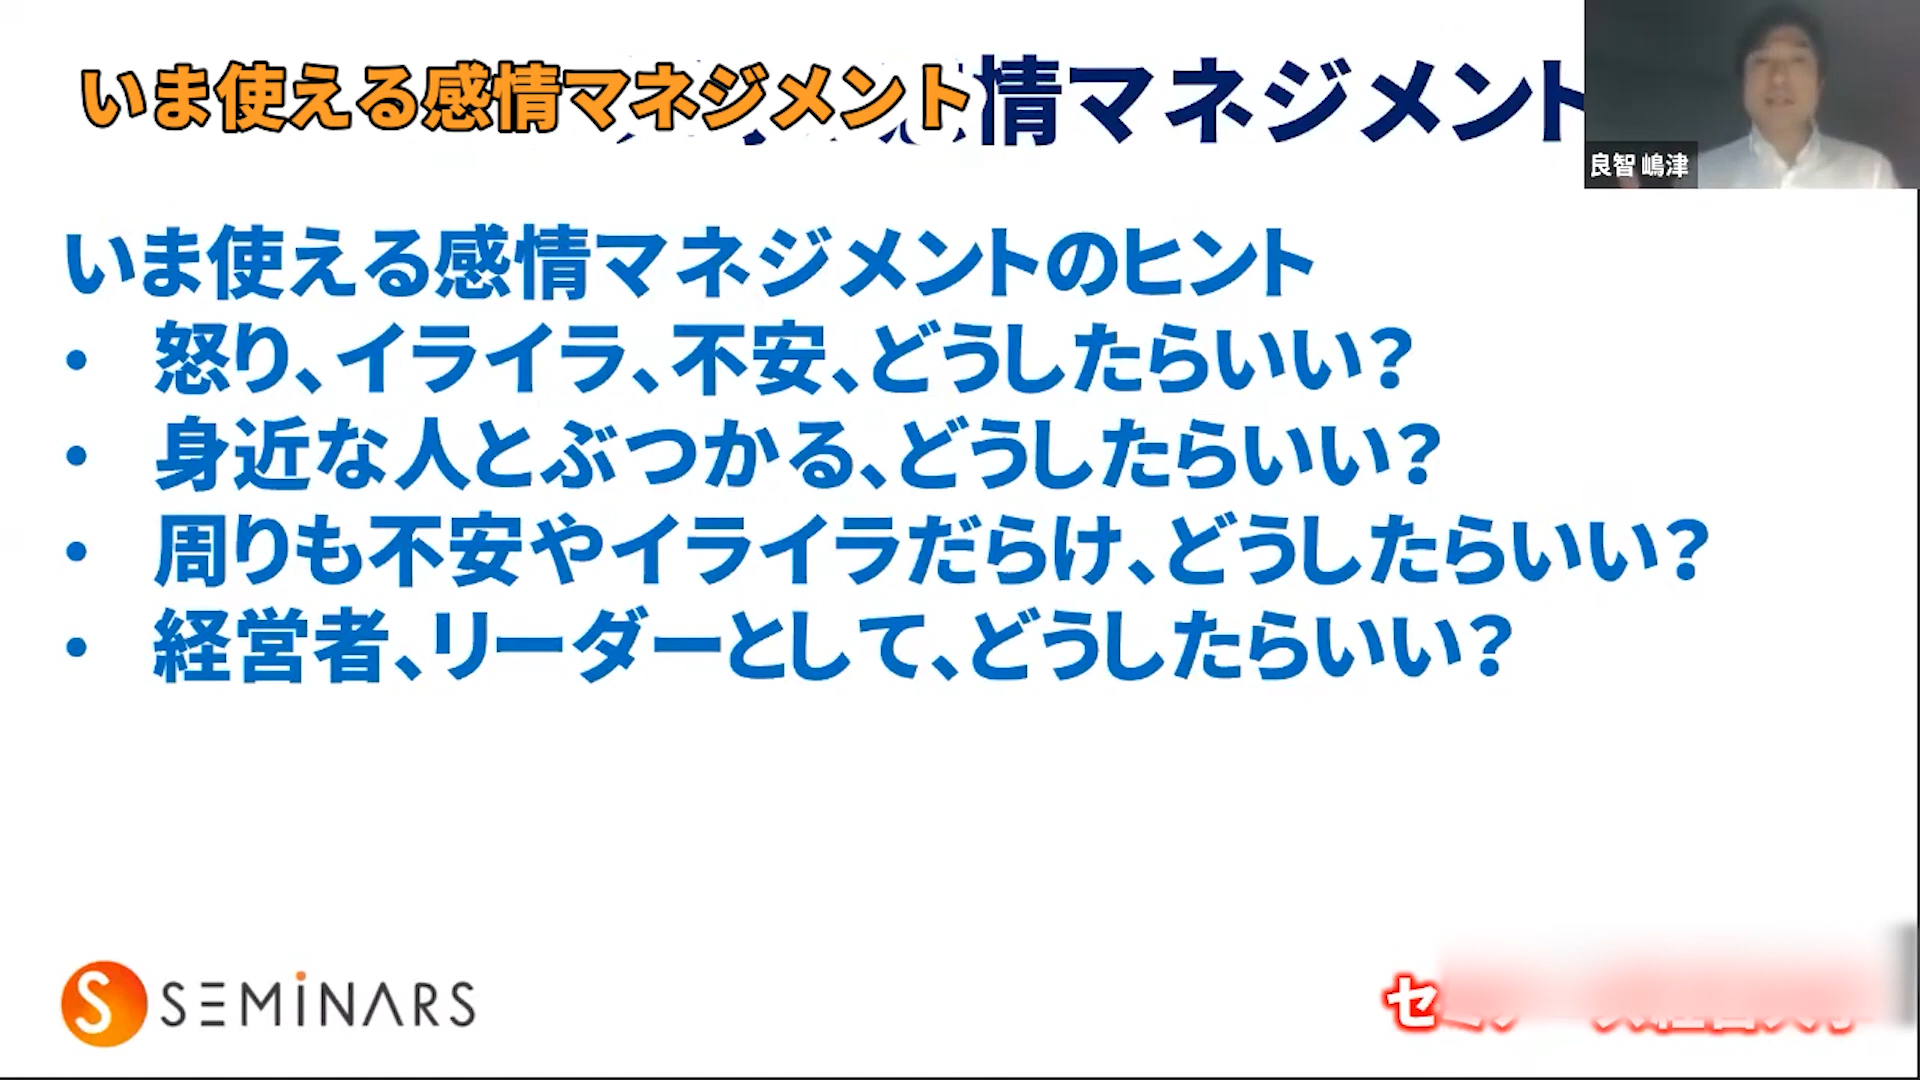 いま使える感情マネジメント
情マネジメント
良智 嶋津
いま使える感情マネジメントのヒント
• 怒り、イライラ、不安、どうしたらいい？
• 身近な人とぶつかる、どうしたらいい？
• 周りも不安やイライラだらけ、どうしたらいい？
• 経営者、リーダーとして、どうしたらいい？
S SEMINARS